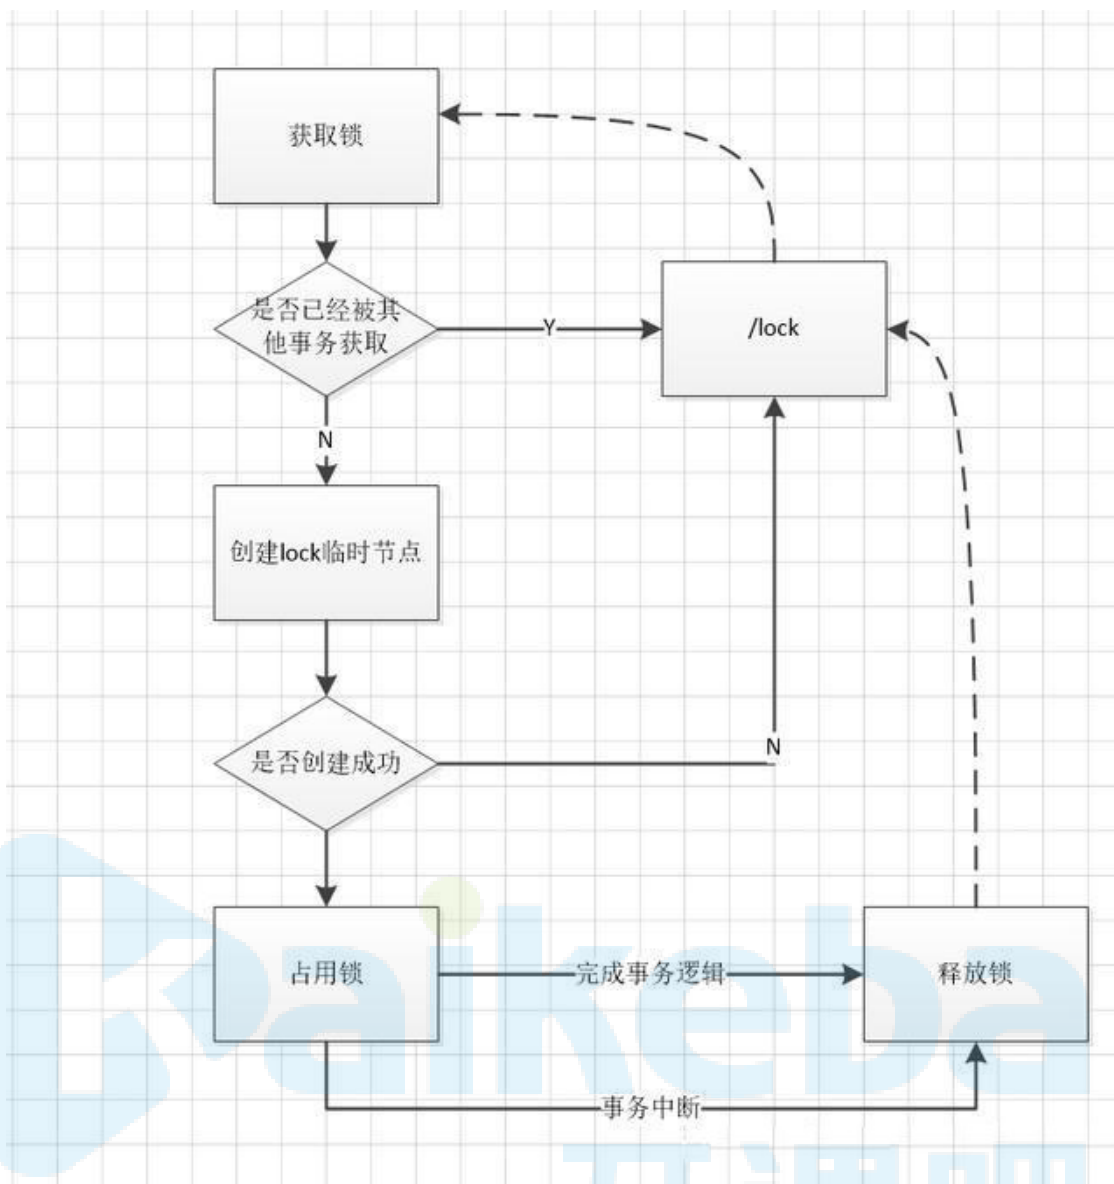 获取锁
是否已经被其
他事务获取
Y
/lock
N
创建lock临时节点
是否创建成功
N
占用锁
完成事务逻辑
释放锁
事务中断
aikeba